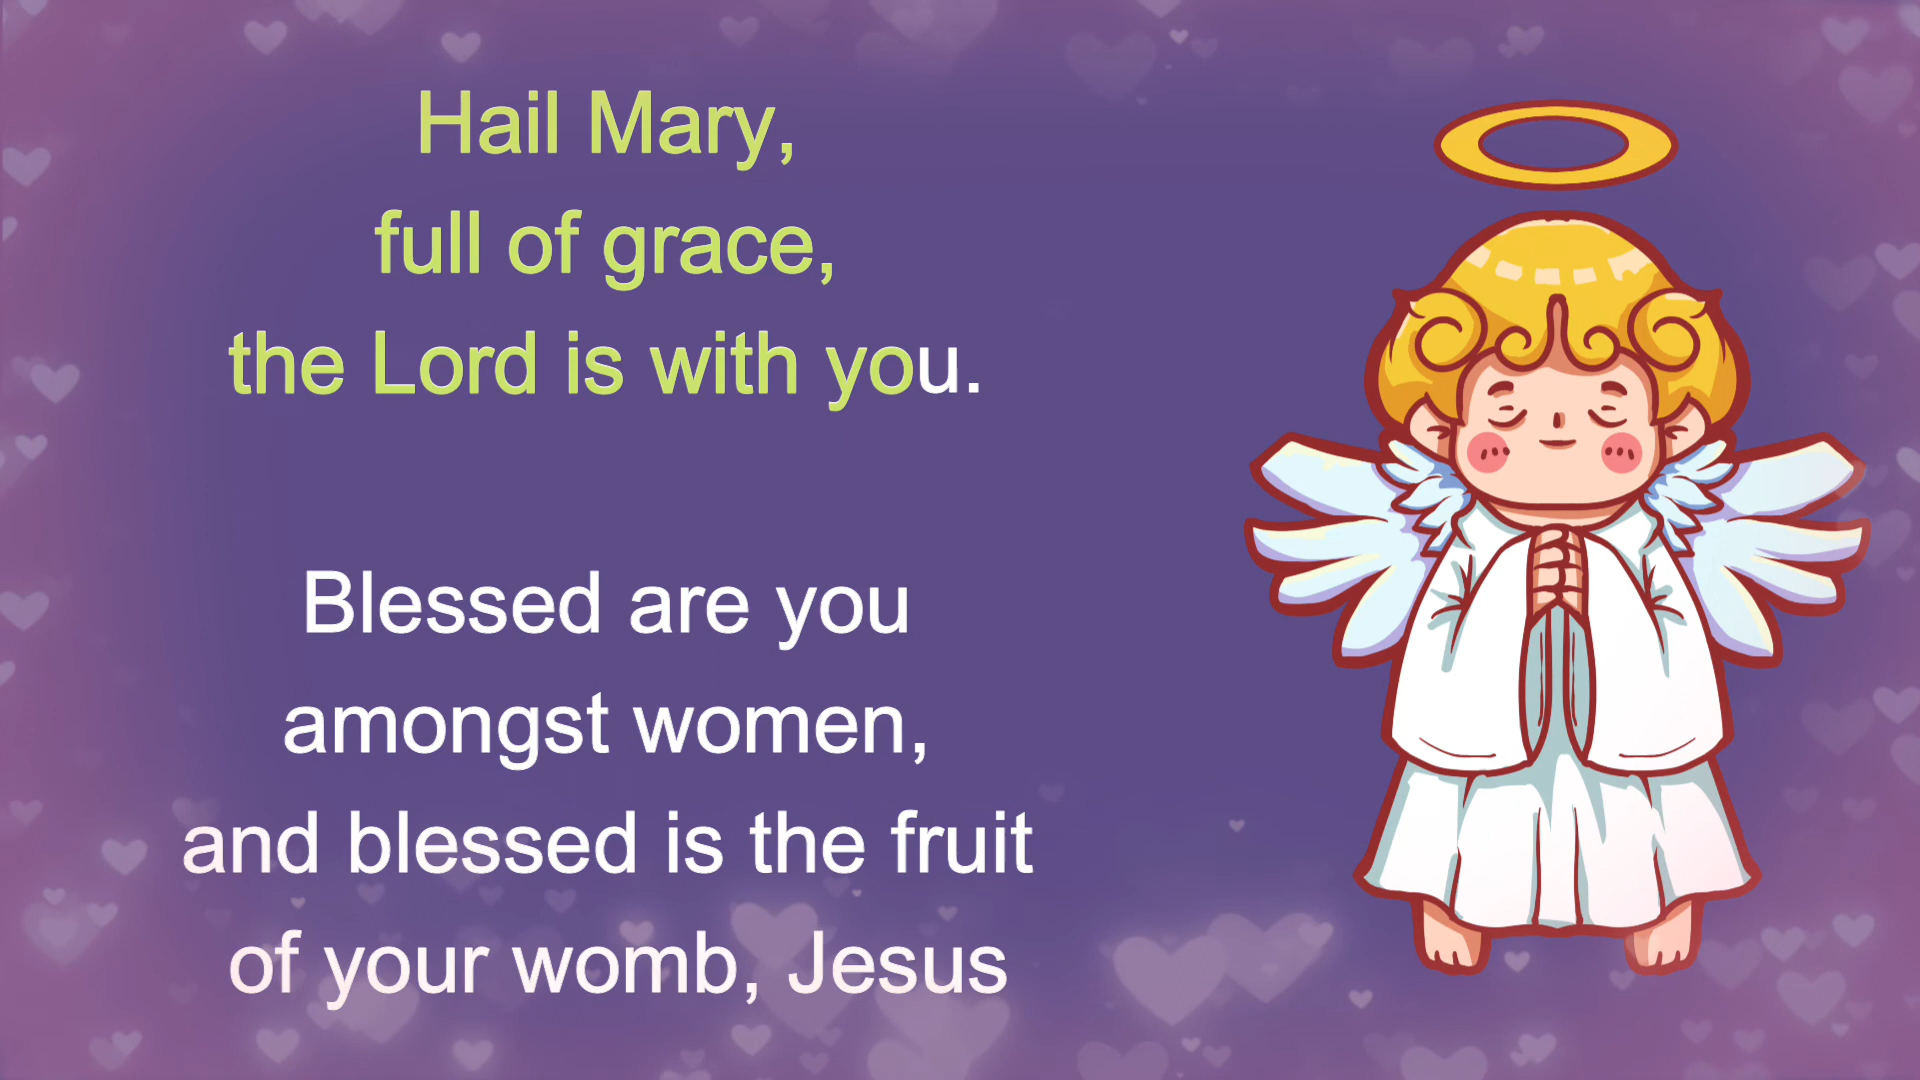 Hail Mary,
full of grace,
the Lord is with you.
Blessed are you
amongst women,
and blessed is the fruit
of your womb, Jesus